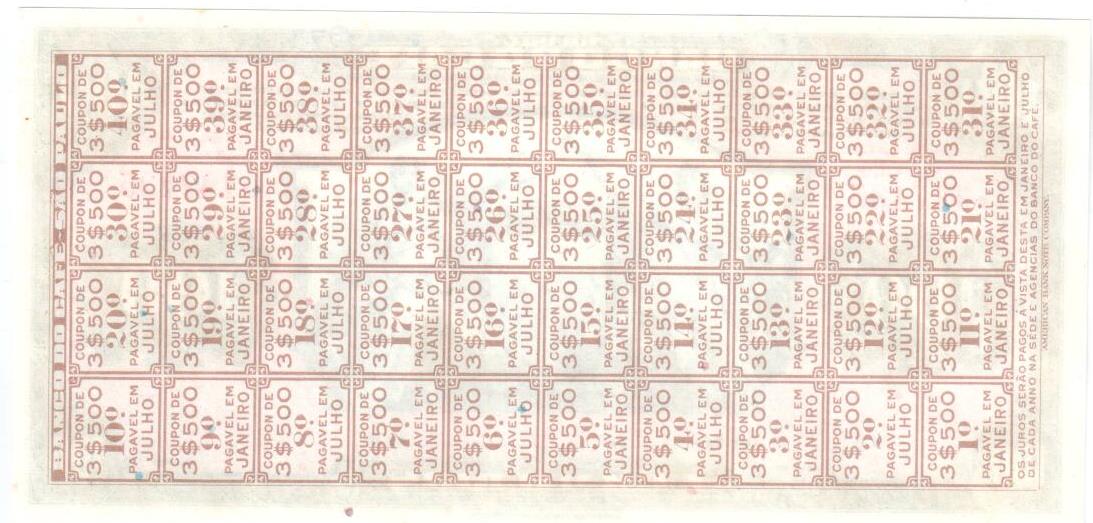 BANCO DO CAFÉ-SÃO PAULO
COUPON DE
3$500
10º.
PAGAVEL EM
JULHO
COUPON DE
3$500
20º.
PAGAVEL EM
JULHO
COUPON DE
3$500
30º.
PAGAVEL EM
JULHO
COUPON DE
3$500
40º.
PAGAVEL EM
JULHO
COUPON DE
3$500
9º.
PAGAVEL EM
JANEIRO
COUPON DE
3$500
19º.
PAGAVEL EM
JANEIRO
COUPON DE
3$500
29º.
PAGAVEL EM
JANEIRO
COUPON DE
3$500
39º.
PAGAVEL EM
JANEIRO
COUPON DE
3$500
8º.
PAGAVEL EM
JULHO
COUPON DE
3$500
18º.
PAGAVEL EM
JULHO
COUPON DE
3$500
28º.
PAGAVEL EM
JULHO
COUPON DE
3$500
38º.
PAGAVEL EM
JULHO
COUPON DE
3$500
7º.
PAGAVEL EM
JANEIRO
COUPON DE
3$500
17º.
PAGAVEL EM
JANEIRO
COUPON DE
3$500
27º.
PAGAVEL EM
JANEIRO
COUPON DE
3$500
37º.
PAGAVEL EM
JANEIRO
COUPON DE
3$500
6º.
PAGAVEL EM
JULHO
COUPON DE
3$500
16º.
PAGAVEL EM
JULHO
COUPON DE
3$500
26º.
PAGAVEL EM
JULHO
COUPON DE
3$500
36º.
PAGAVEL EM
JULHO
COUPON DE
3$500
5º.
PAGAVEL EM
JANEIRO
COUPON DE
3$500
15º.
PAGAVEL EM
JANEIRO
COUPON DE
3$500
25º.
PAGAVEL EM
JANEIRO
COUPON DE
3$500
35º.
PAGAVEL EM
JANEIRO
COUPON DE
3$500
4º.
PAGAVEL EM
JULHO
COUPON DE
3$500
14º.
PAGAVEL EM
JULHO
COUPON DE
3$500
24º.
PAGAVEL EM
JULHO
COUPON DE
3$500
34º.
PAGAVEL EM
JULHO
COUPON DE
3$500
3º.
PAGAVEL EM
JANEIRO
COUPON DE
3$500
13º.
PAGAVEL EM
JANEIRO
COUPON DE
3$500
23º.
PAGAVEL EM
JANEIRO
COUPON DE
3$500
33º.
PAGAVEL EM
JANEIRO
COUPON DE
3$500
2º.
PAGAVEL EM
JULHO
COUPON DE
3$500
12º.
PAGAVEL EM
JULHO
COUPON DE
3$500
22º.
PAGAVEL EM
JULHO
COUPON DE
3$500
32º.
PAGAVEL EM
JULHO
COUPON DE
3$500
1º.
PAGAVEL EM
JANEIRO
COUPON DE
3$500
11º.
PAGAVEL EM
JANEIRO
COUPON DE
3$500
21º.
PAGAVEL EM
JANEIRO
COUPON DE
3$500
31º.
PAGAVEL EM
JANEIRO
OS JUROS SERÃO PAGOS Á VISTA DESTA EM JANEIRO E JULHO
DE CADA ANNO NA SEDE E AGENCIAS DO BANCO DO CAFÉ.
AMERICAN BANK NOTE COMPANY.